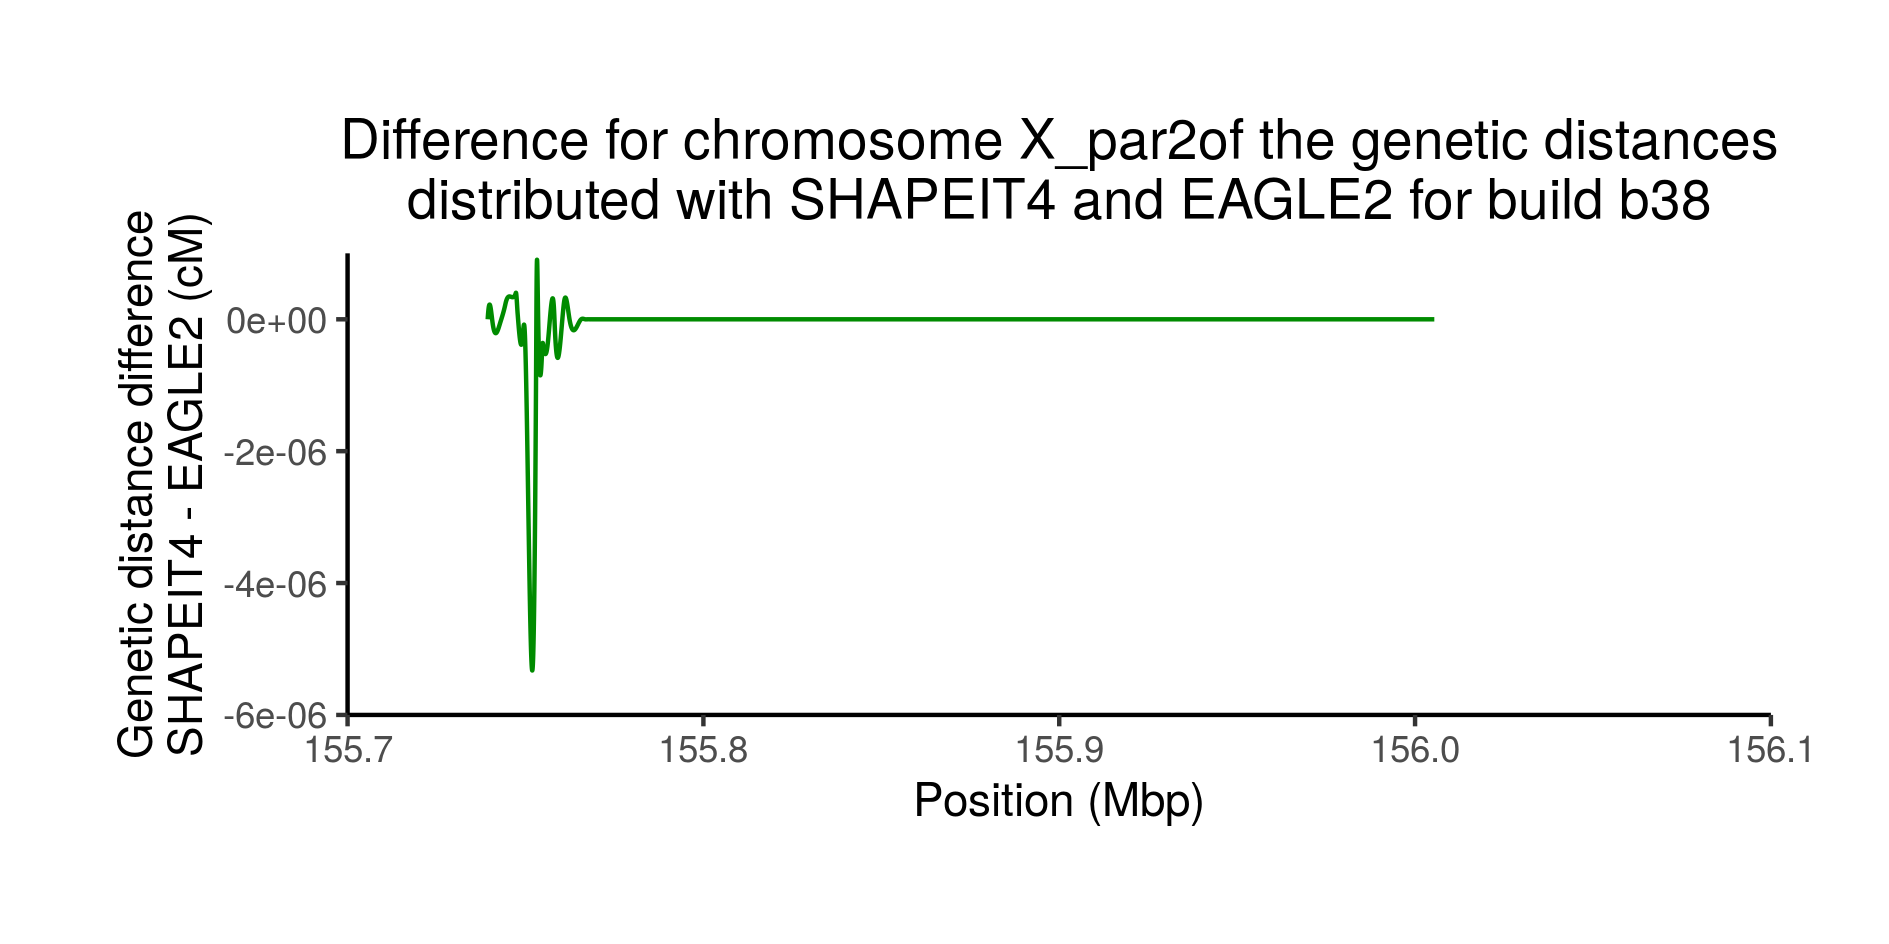 Difference for chromosome X_par2of the genetic distances
distributed with SHAPEIT4 and EAGLE2 for build b38
Genetic distance difference
SHAPEIT4 - EAGLE2 (cM)
0e+00
-2e-06
-4e-06
-6e-06
155.7
155.8
155.9
156.0
156.1
Position (Mbp)